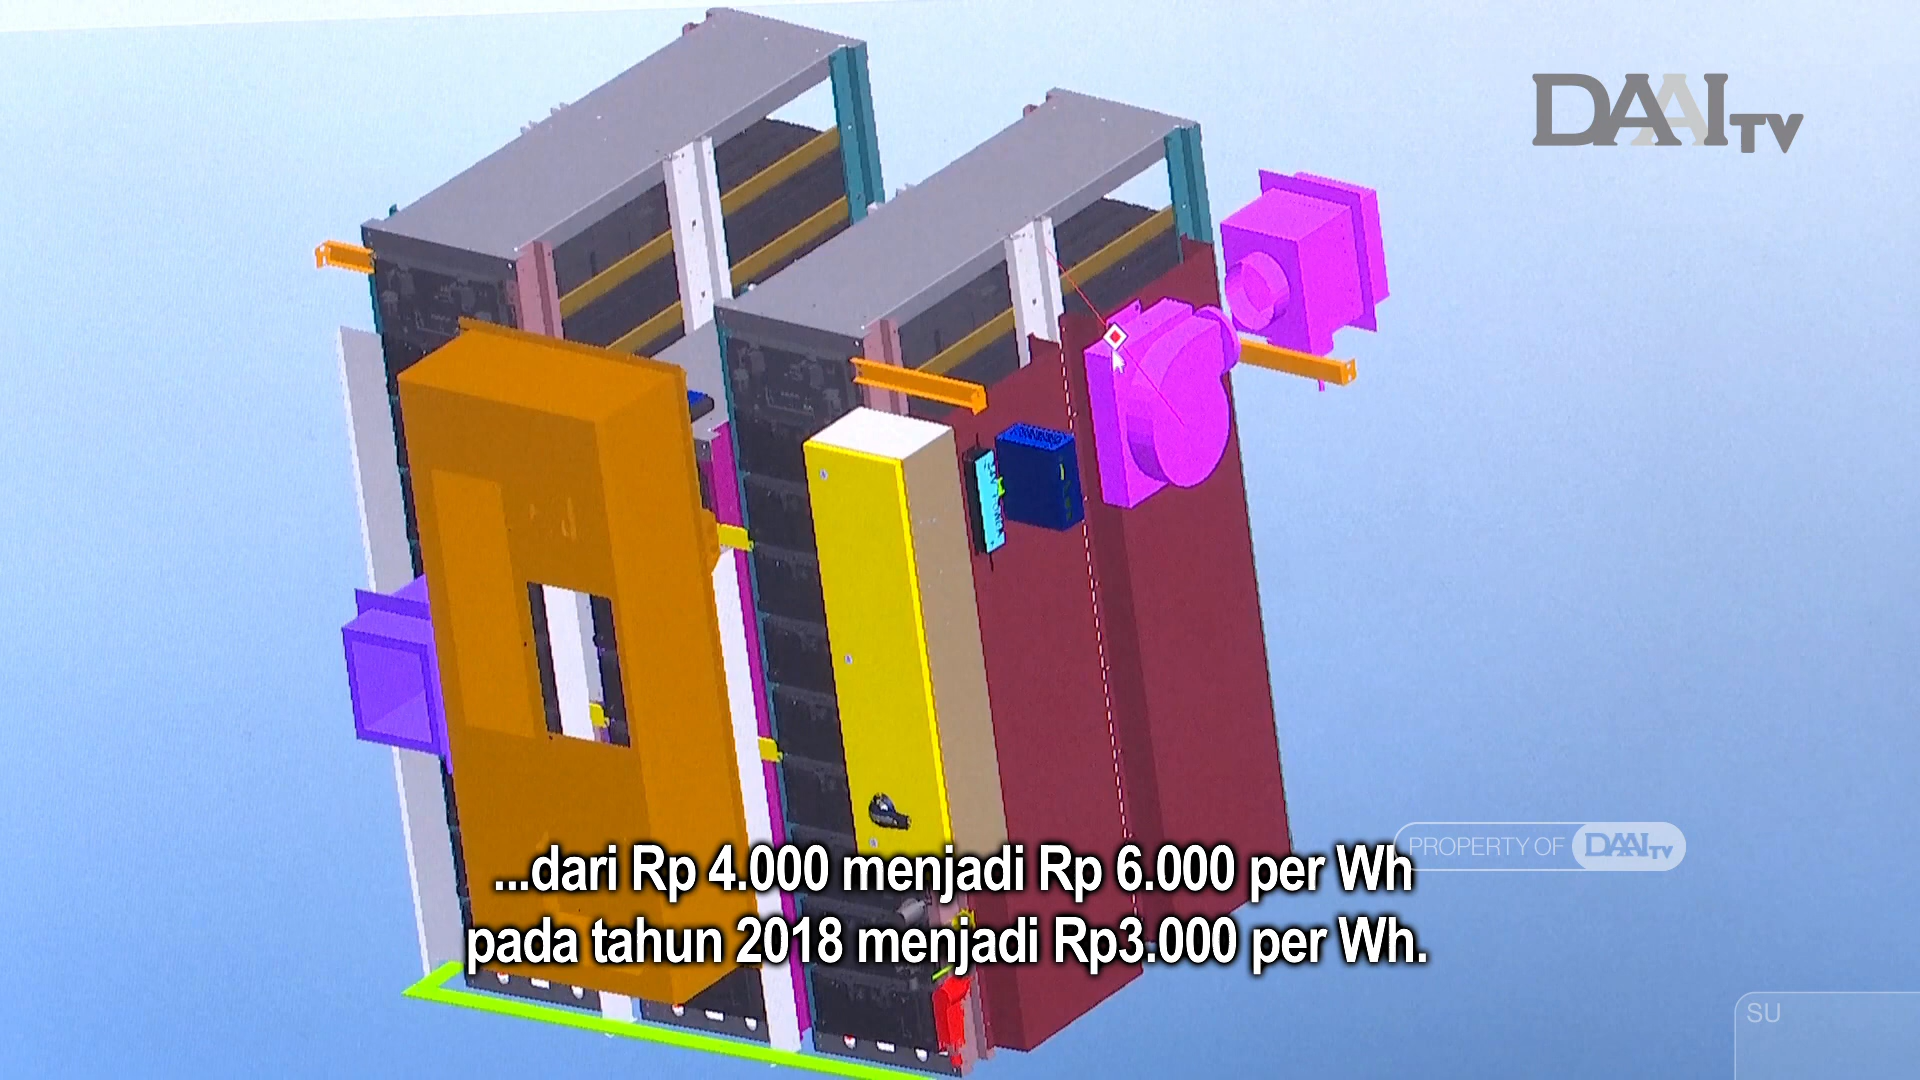 DAAI TV
PROPERTY OF DAAI TV
...dari Rp 4.000 menjadi Rp 6.000 per Wh
pada tahun 2018 menjadi Rp3.000 per Wh.
SU